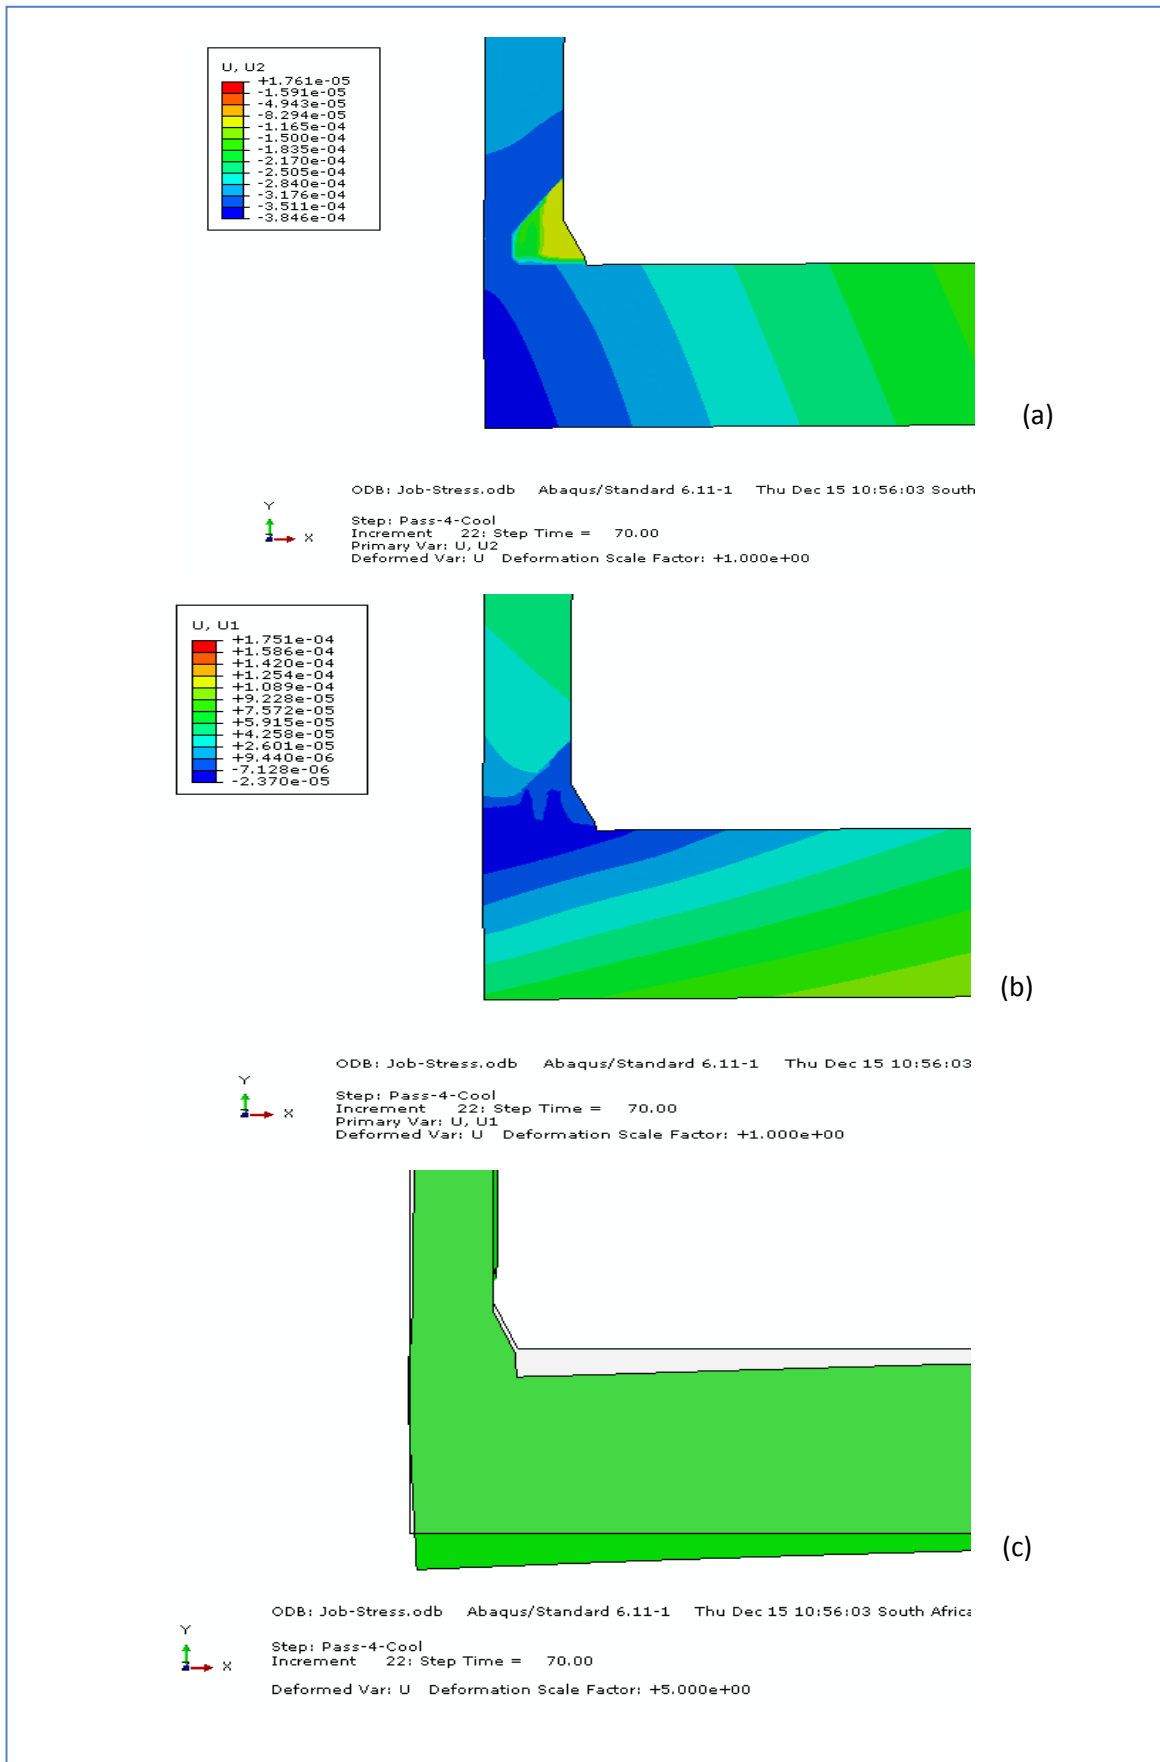 U, U2
+1.761e-05
-1.591e-05
-4.943e-05
-8.294e-05
-1.165e-04
-1.500e-04
-1.835e-04
-2.170e-04
-2.505e-04
-2.840e-04
-3.176e-04
-3.511e-04
-3.846e-04
(a)
ODB: Job-Stress.odb Abaqus/Standard 6.11-1 Thu Dec 15 10:56:03 South
Y
X
Z
Step: Pass-4-Cool
Increment 22: Step Time = 70.00
Primary Var: U, U2
Deformed Var: U Deformation Scale Factor: +1.000e+00
U, U1
+1.751e-04
+1.586e-04
+1.420e-04
+1.254e-04
+1.089e-04
+9.228e-05
+7.572e-05
+5.915e-05
+4.258e-05
+2.601e-05
+9.440e-06
-7.128e-06
-2.370e-05
(b)
ODB: Job-Stress.odb Abaqus/Standard 6.11-1 Thu Dec 15 10:56:03
Y
X
Z
Step: Pass-4-Cool
Increment 22: Step Time = 70.00
Primary Var: U, U1
Deformed Var: U Deformation Scale Factor: +1.000e+00
(c)
ODB: Job-Stress.odb Abaqus/Standard 6.11-1 Thu Dec 15 10:56:03 South Africa
Y
X
Z
Step: Pass-4-Cool
Increment 22: Step Time = 70.00
Deformed Var: U Deformation Scale Factor: +5.000e+00